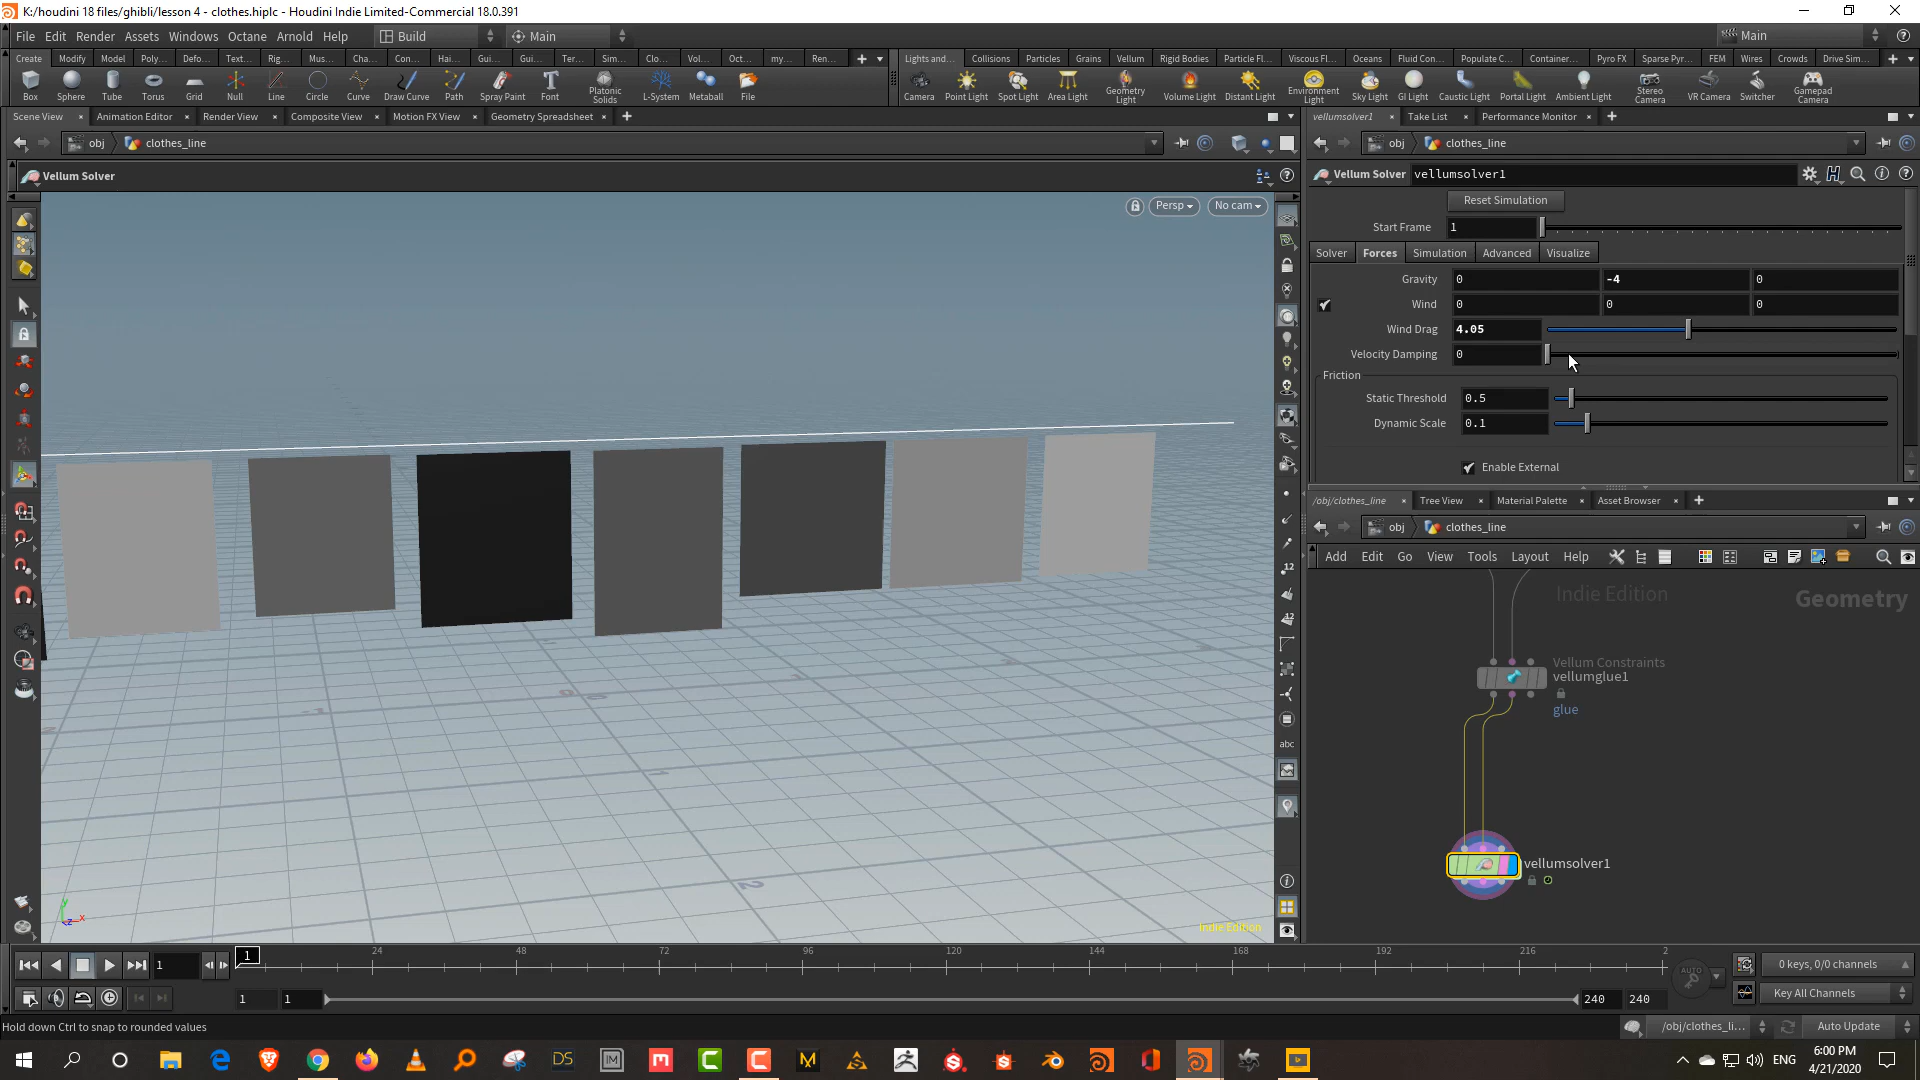 K:/houdini 18 files/ghibli/lesson 4 - clothes.hiplc - Houdini Indie Limited-Commercial 18.0.391
File Edit Render Assets Windows Octane Arnold Help Build Main Main
Create Modify Model Poly... Defo... Text... Rig... Mus... Cha... Con... Hai... Gui... Gui... Ter... Sim... Clo... Vol... Oct... my... Ren... Lights and... Collisions Particles Grains Vellum Rigid Bodies Particle Fl... Viscous Fl... Oceans Fluid Con... Populate C... Container... Pyro FX Sparse Pyr... FEM Wires Crowds Drive Sim...
Box Sphere Tube Torus Grid Null Line Circle Curve Draw Curve Path Spray Paint Font Platonic Solids L-System Metaball File Camera Point Light Spot Light Area Light Geometry Light Volume Light Distant Light Environment Light Sky Light GI Light Caustic Light Portal Light Ambient Light Stereo Camera VR Camera Switcher Gamepad Camera
Scene View Animation Editor Render View Composite View Motion FX View Geometry Spreadsheet vellumsolver1 Take List Performance Monitor
obj clothes_line obj clothes_line
Vellum Solver
Vellum Solver vellumsolver1
Persp No cam
Reset Simulation
Start Frame 1
Solver Forces Simulation Advanced Visualize
Gravity 0 -4 0
Wind 0 0 0
Wind Drag 4.05
Velocity Damping 0
Friction
Static Threshold 0.5
Dynamic Scale 0.1
Enable External
/obj/clothes_line Tree View Material Palette Asset Browser
obj clothes_line
Add Edit Go View Tools Layout Help
Indie Edition
Geometry
Vellum Constraints
vellumglue1
glue
vellumsolver1
Indie Edition
1 24 48 72 96 120 144 168 192 216 2
1
0 keys, 0/0 channels
1 1 240 240
Key All Channels
Hold down Ctrl to snap to rounded values
/obj/clothes_li... Auto Update
ENG
6:00 PM
4/21/2020